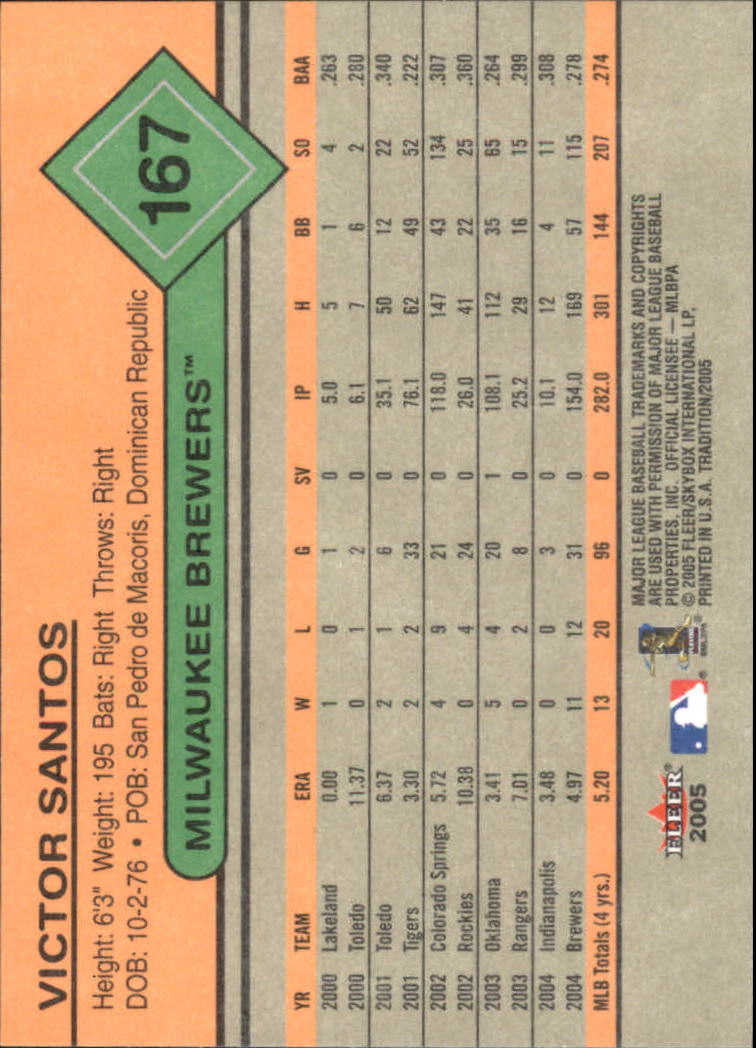 VICTOR SANTOS
Height: 6'3" Weight: 195 Bats: Right Throws: Right
DOB: 10-2-76 • POB: San Pedro de Macoris, Dominican Republic
167
MILWAUKEE BREWERS™
YR TEAM ERA W L G SV IP H BB SO BAA
2000 Lakeland 0.00 1 0 1 0 5.0 5 1 4 .263
2000 Toledo 11.37 0 1 2 0 6.1 7 6 2 .280
2001 Toledo 6.37 2 1 6 0 35.1 50 12 22 .340
2001 Tigers 3.30 2 2 33 0 76.1 62 49 52 .222
2002 Colorado Springs 5.72 4 9 21 0 118.0 147 43 134 .307
2002 Rockies 10.38 0 4 24 0 26.0 41 22 25 .360
2003 Oklahoma 3.41 5 4 20 1 108.1 112 35 65 .264
2003 Rangers 7.01 0 2 8 0 25.2 29 16 15 .299
2004 Indianapolis 3.48 0 0 3 0 10.1 12 4 11 .308
2004 Brewers 4.97 11 12 31 0 154.0 169 57 115 .278
MLB Totals (4 yrs.) 5.20 13 20 96 0 282.0 301 144 207 .274
FLEER®
2005
MAJOR LEAGUE BASEBALL TRADEMARKS AND COPYRIGHTS
ARE USED WITH PERMISSION OF MAJOR LEAGUE BASEBALL
PROPERTIES, INC. OFFICIAL LICENSEE — MLBPA
© 2005 FLEER/SKYBOX INTERNATIONAL LP.
PRINTED IN U.S.A. TRADITION/2005